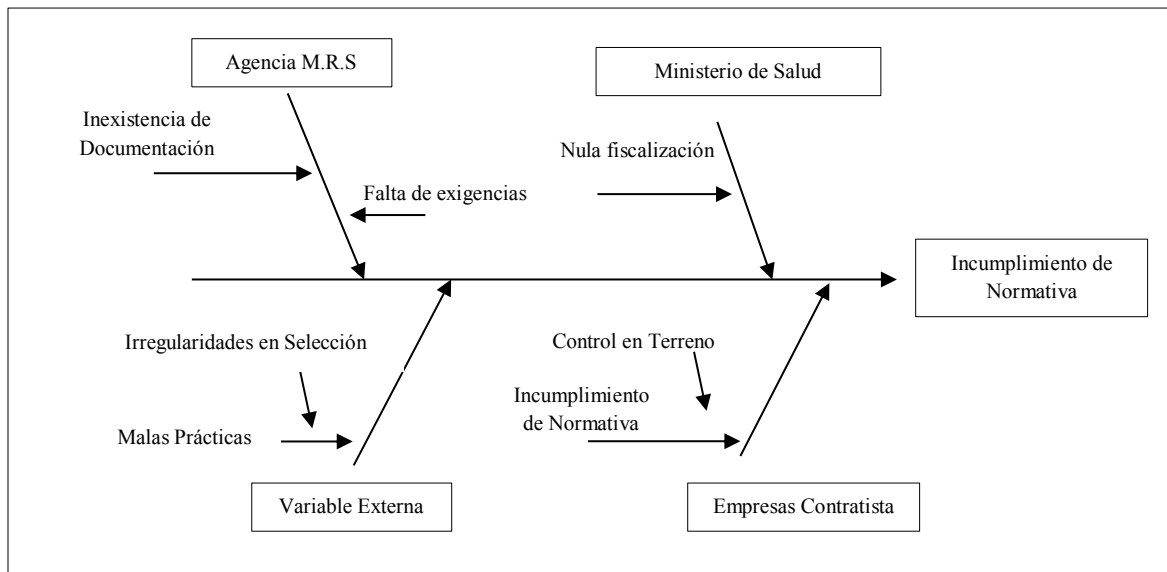 Agencia M.R.S
Ministerio de Salud
Inexistencia de
Documentación
Nula fiscalización
Falta de exigencias
Incumplimiento de
Normativa
Irregularidades en Selección
Control en Terreno
Incumplimiento
de Normativa
Malas Prácticas
Variable Externa
Empresas Contratista